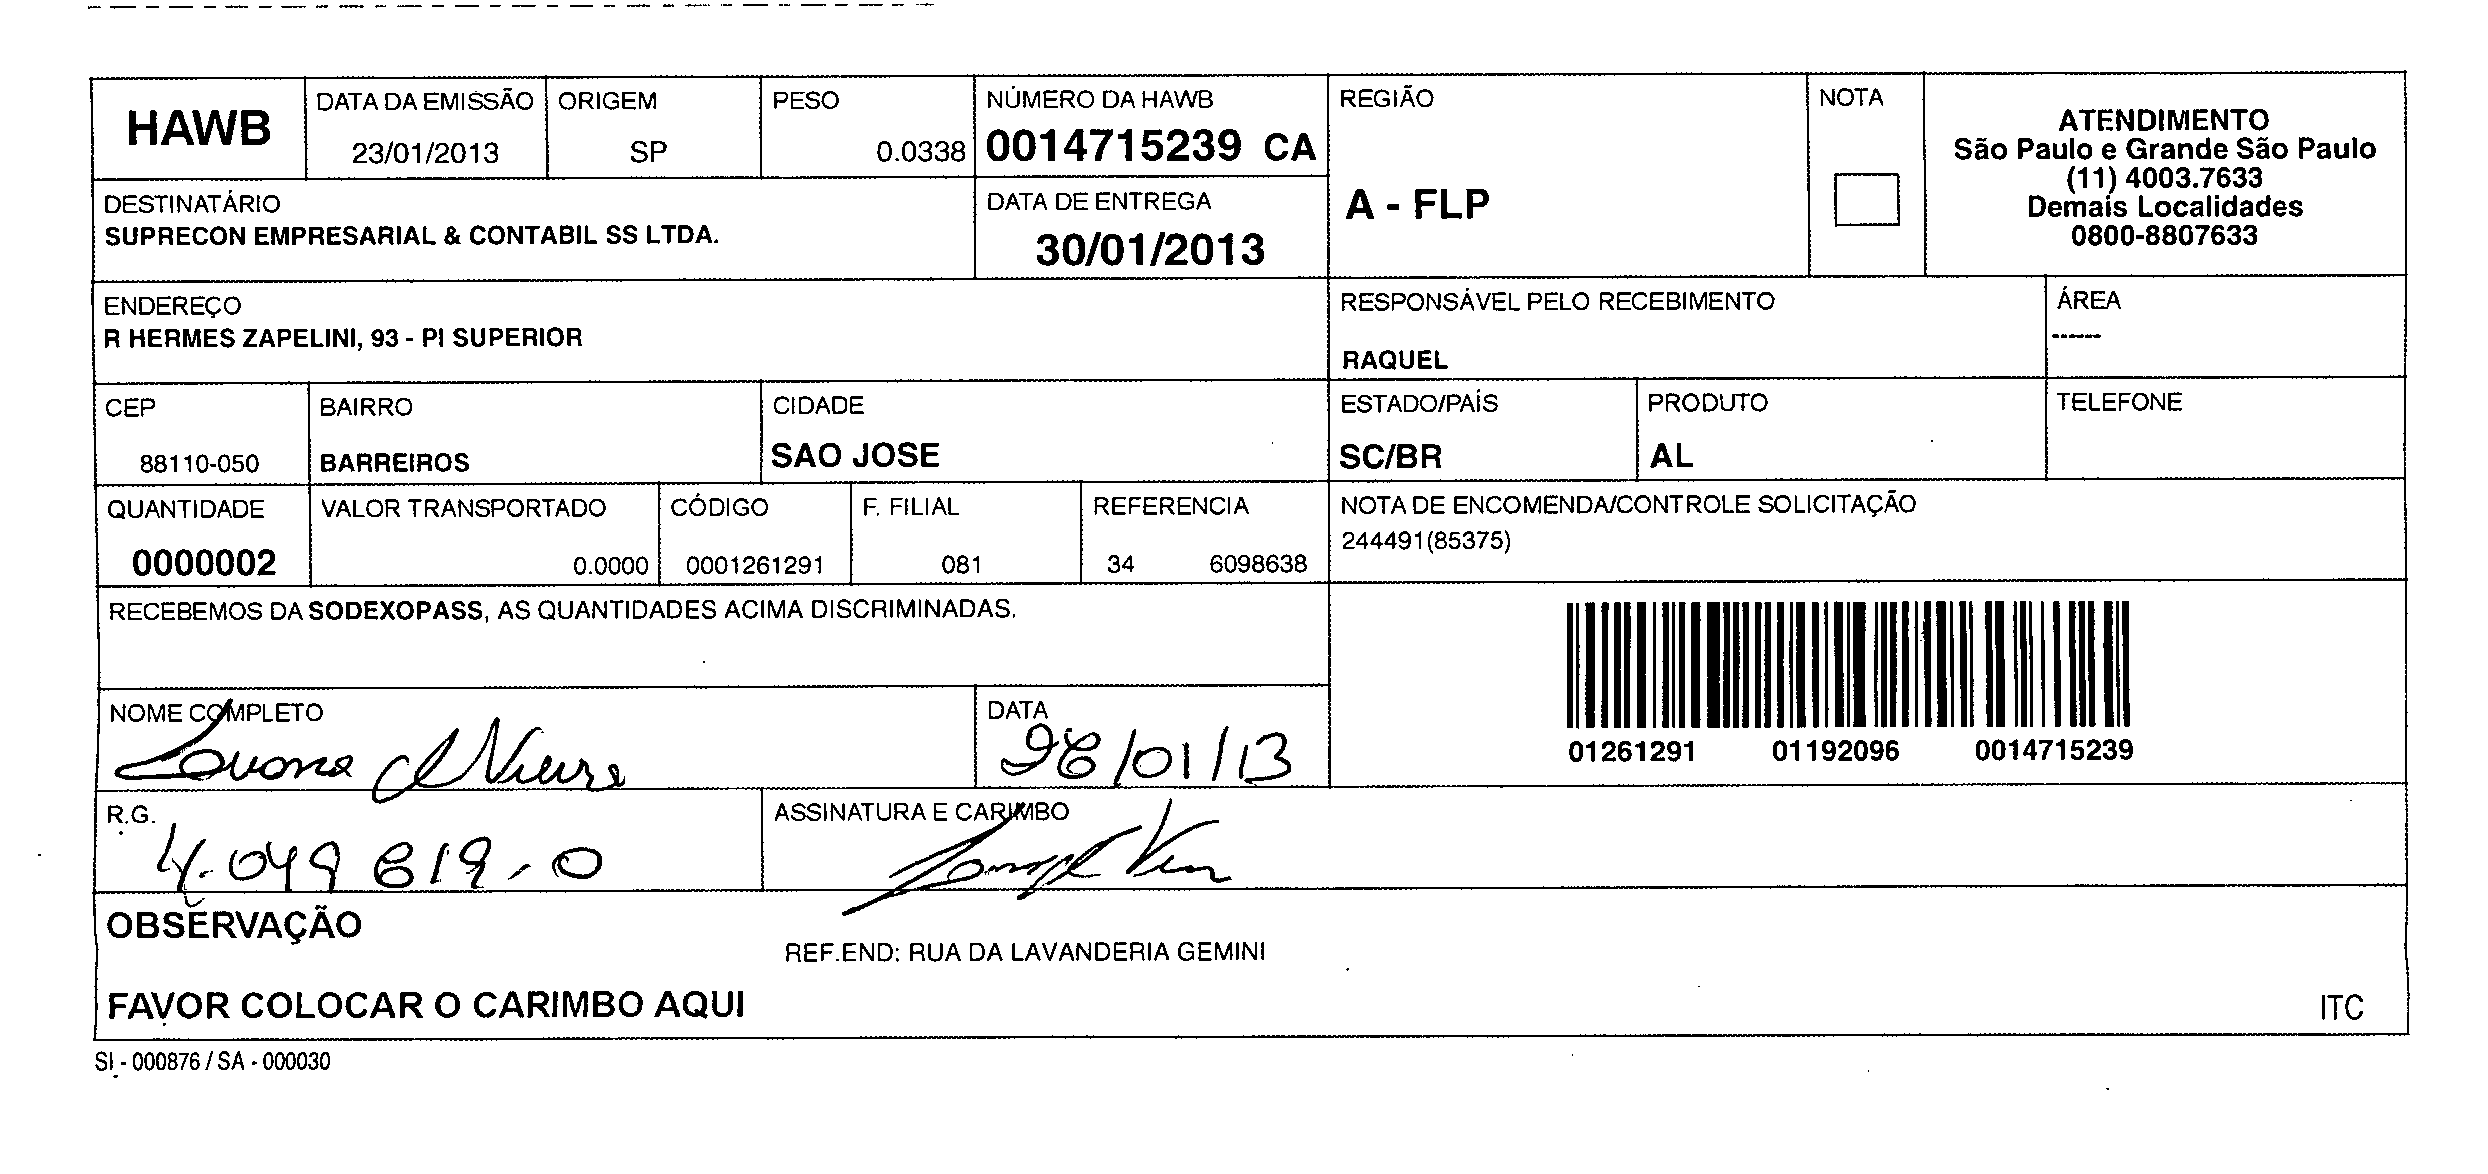 HAWB
DATA DA EMISSÃO
23/01/2013
ORIGEM
SP
PESO
0.0338
NÚMERO DA HAWB
0014715239 CA
REGIÃO
A - FLP
NOTA
ATENDIMENTO
São Paulo e Grande São Paulo
(11) 4003.7633
Demais Localidades
0800-8807633
DESTINATÁRIO
SUPRECON EMPRESARIAL & CONTABIL SS LTDA.
DATA DE ENTREGA
30/01/2013
ENDEREÇO
R HERMES ZAPELINI, 93 - PI SUPERIOR
RESPONSÁVEL PELO RECEBIMENTO
RAQUEL
ÁREA
------
CEP
88110-050
BAIRRO
BARREIROS
CIDADE
SAO JOSE
ESTADO/PAÍS
SC/BR
PRODUTO
AL
TELEFONE
QUANTIDADE
0000002
VALOR TRANSPORTADO
0.0000
CÓDIGO
0001261291
F. FILIAL
081
REFERENCIA
34 6098638
NOTA DE ENCOMENDA/CONTROLE SOLICITAÇÃO
244491(85375)
RECEBEMOS DA SODEXOPASS, AS QUANTIDADES ACIMA DISCRIMINADAS.
01261291 01192096 0014715239
NOME COMPLETO
DATA
/01/13
R.G.
4.049 819-0
ASSINATURA E CARIMBO
OBSERVAÇÃO
REF.END: RUA DA LAVANDERIA GEMINI
FAVOR COLOCAR O CARIMBO AQUI
ITC
SI - 000876 / SA - 000030